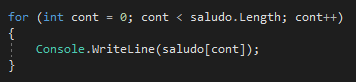 for (int cont = 0; cont < saludo.Length; cont++)
{
    Console.WriteLine(saludo[cont]);
}